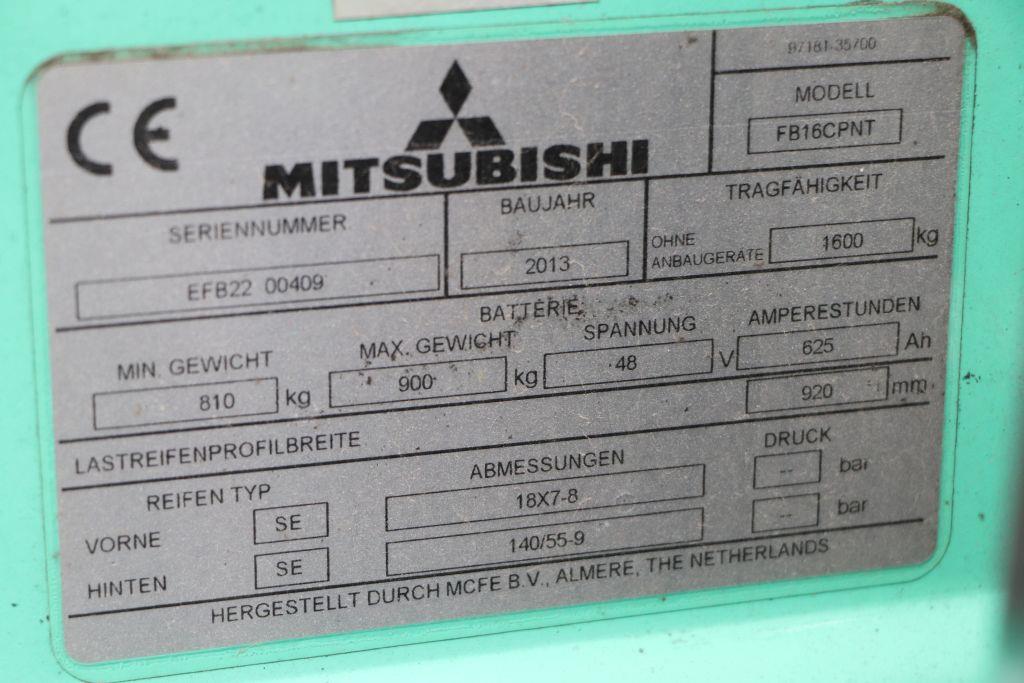 CE
MITSUBISHI
97181-35700
MODELL
FB16CPNT
SERIENNUMMER
EFB22 00409
BAUJAHR
2013
TRAGFÄHIGKEIT
OHNE
ANBAUGERÄTE 1600 kg
BATTERIE
MIN. GEWICHT MAX. GEWICHT SPANNUNG AMPERESTUNDEN
810 kg 900 kg 48 V 625 Ah
LASTREIFENPROFILBREITE 920 mm
REIFEN TYP ABMESSUNGEN DRUCK
VORNE SE 18X7-8 -- bar
HINTEN SE 140/55-9 -- bar
HERGESTELLT DURCH MCFE B.V., ALMERE, THE NETHERLANDS